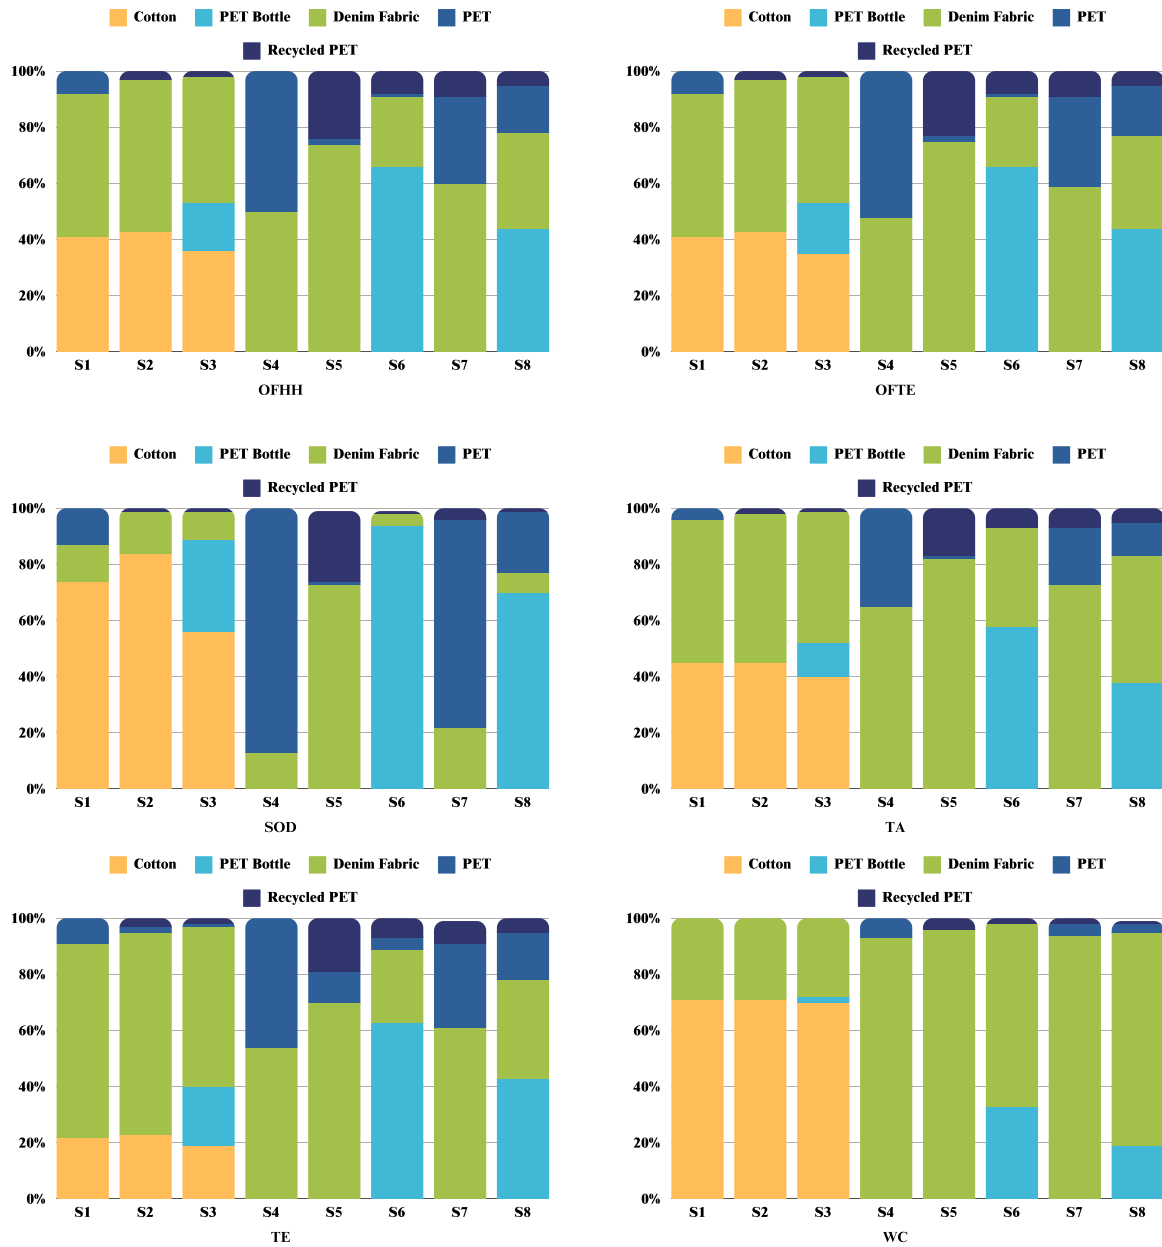 Cotton PET Bottle Denim Fabric PET
Recycled PET
100%
80%
60%
40%
20%
0%
S1 S2 S3 S4 S5 S6 S7 S8
OFHH
Cotton PET Bottle Denim Fabric PET
Recycled PET
100%
80%
60%
40%
20%
0%
S1 S2 S3 S4 S5 S6 S7 S8
OFTE
Cotton PET Bottle Denim Fabric PET
Recycled PET
100%
80%
60%
40%
20%
0%
S1 S2 S3 S4 S5 S6 S7 S8
SOD
Cotton PET Bottle Denim Fabric PET
Recycled PET
100%
80%
60%
40%
20%
0%
S1 S2 S3 S4 S5 S6 S7 S8
TA
Cotton PET Bottle Denim Fabric PET
Recycled PET
100%
80%
60%
40%
20%
0%
S1 S2 S3 S4 S5 S6 S7 S8
TE
Cotton PET Bottle Denim Fabric PET
Recycled PET
100%
80%
60%
40%
20%
0%
S1 S2 S3 S4 S5 S6 S7 S8
WC